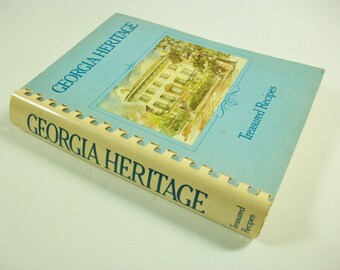 GEORGIA HERITAGE
Treasured Recipes
GEORGIA HERITAGE
Treasured
Recipes